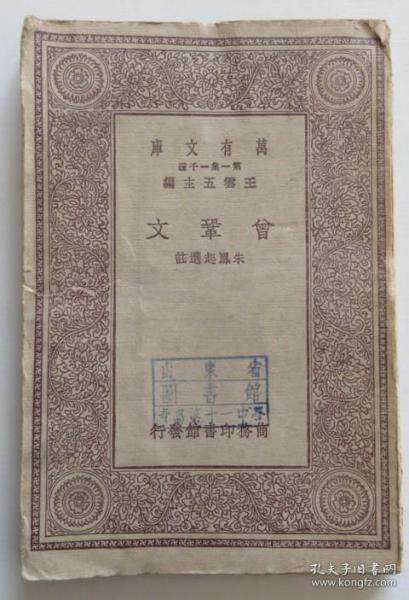 萬有文庫
第一集一千種
王雲五主編
曾鞏文
朱鳳起選註
省東山
館書圖
商務印書館發行
孔夫子旧书网
www.kongfz.com